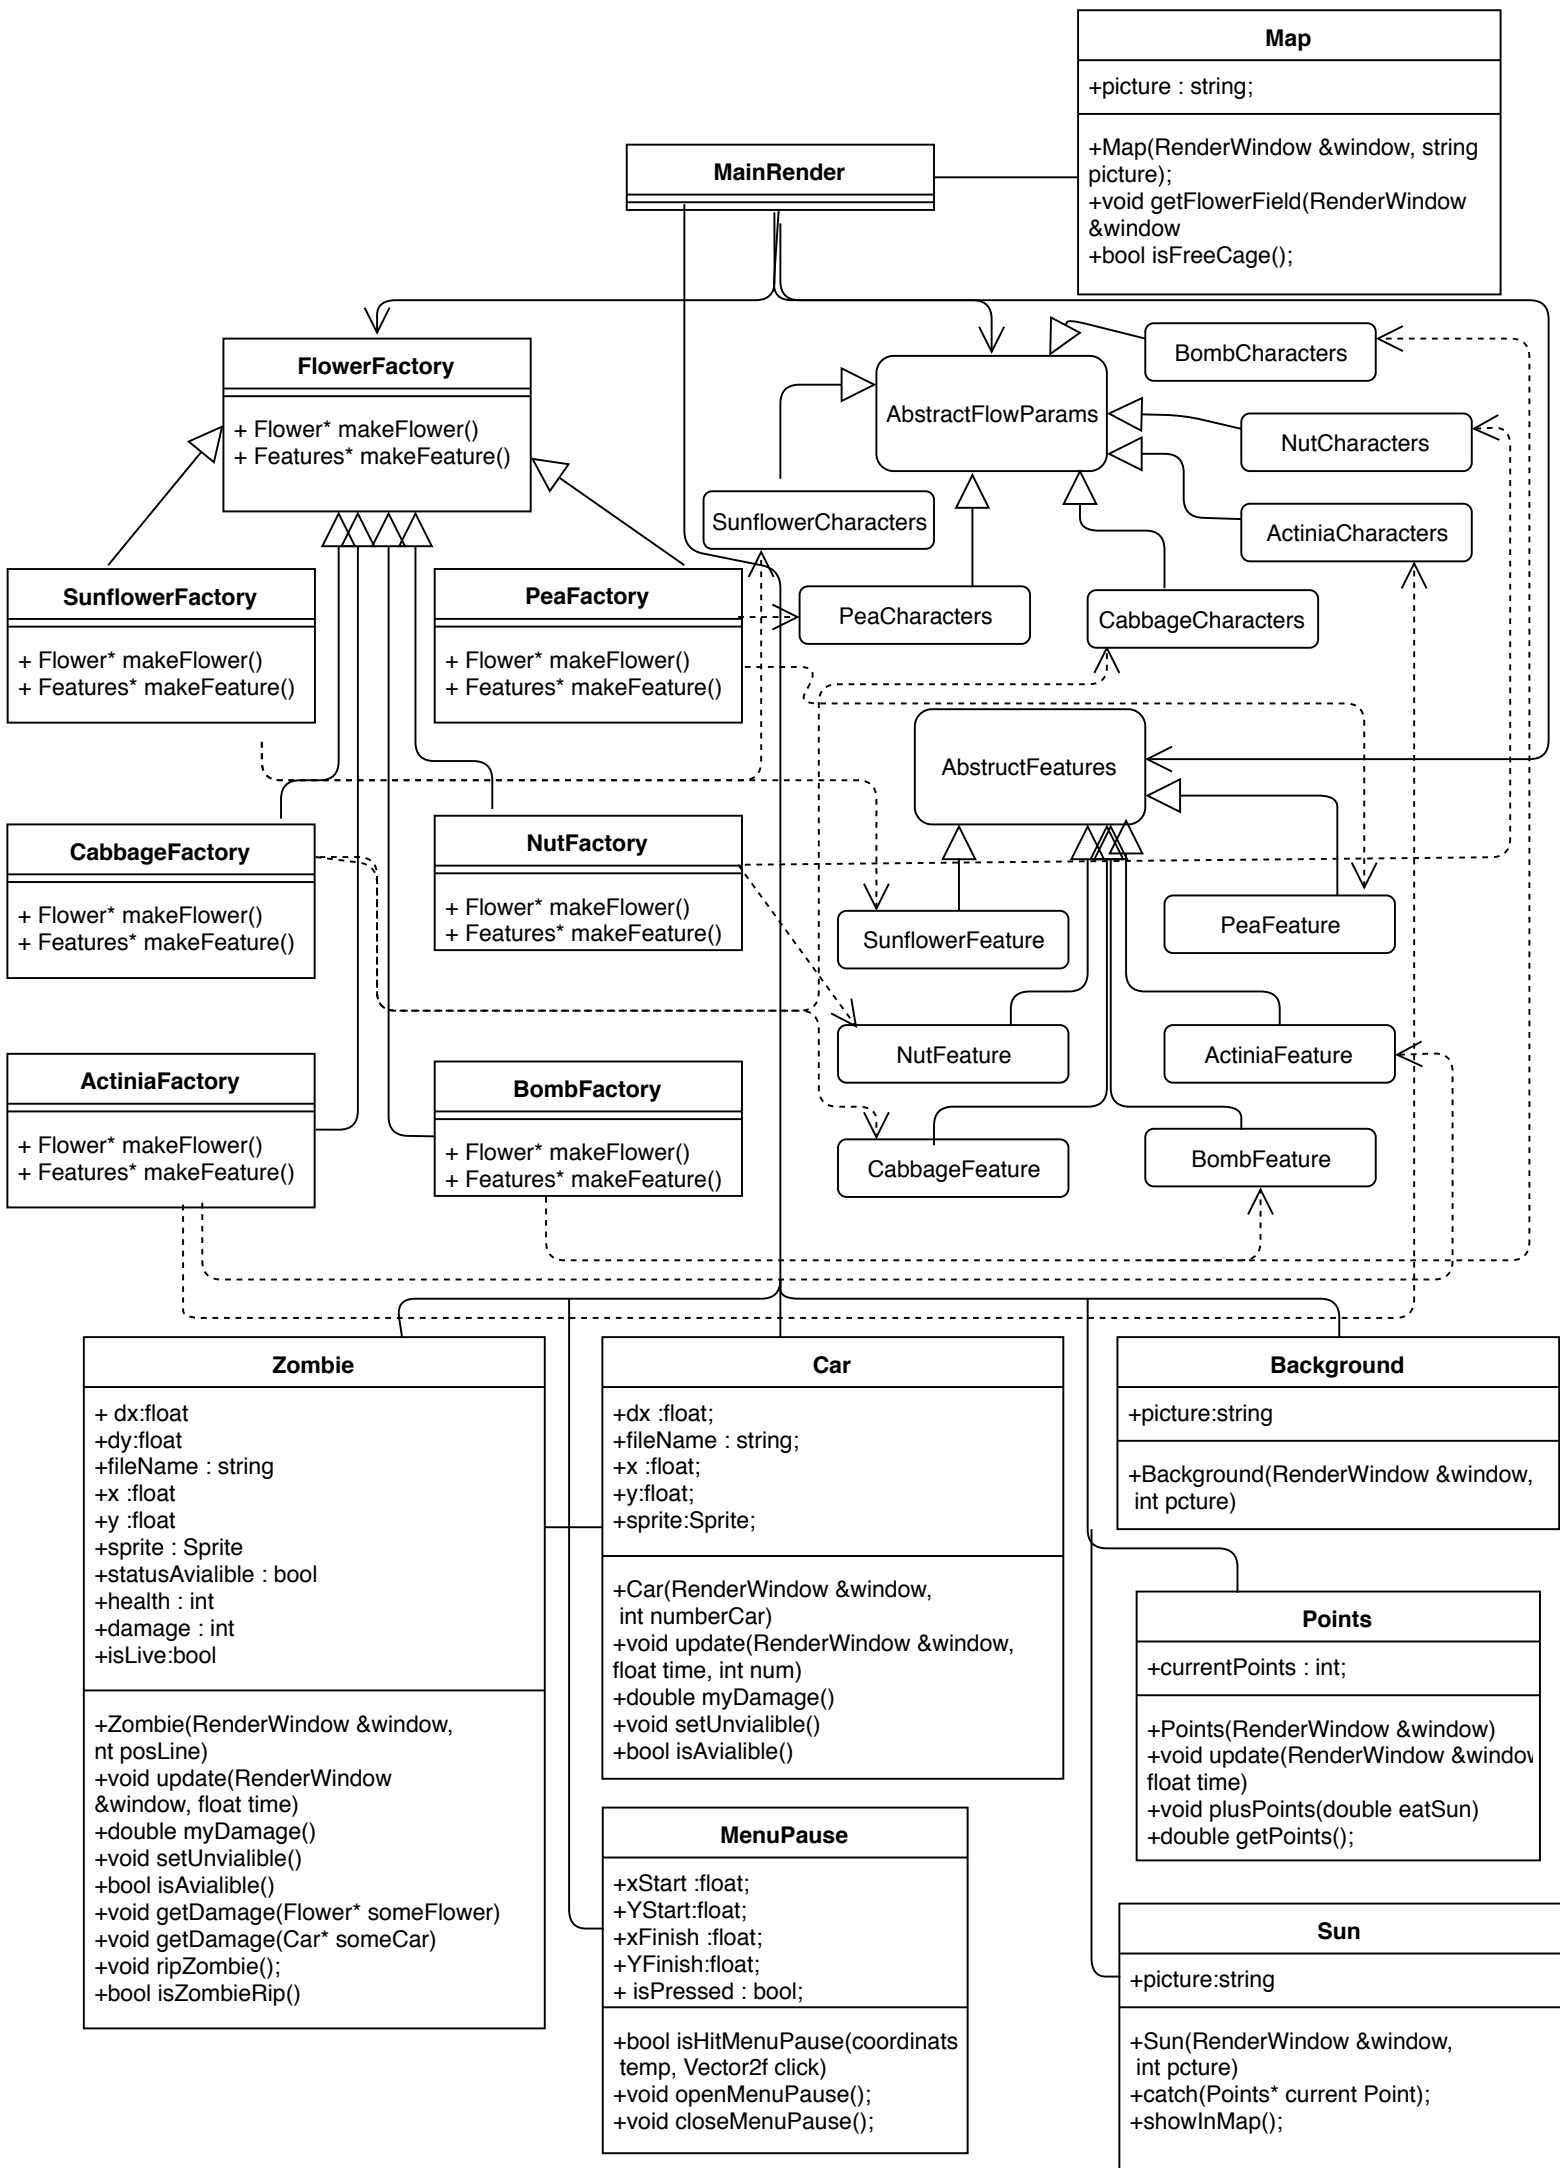 Map
+picture : string;
+Map(RenderWindow &window, string
picture);
+void getFlowerField(RenderWindow
&window
+bool isFreeCage();
MainRender
FlowerFactory
+ Flower* makeFlower()
+ Features* makeFeature()
BombCharacters
AbstractFlowParams
NutCharacters
SunflowerCharacters
ActiniaCharacters
SunflowerFactory
+ Flower* makeFlower()
+ Features* makeFeature()
PeaFactory
+ Flower* makeFlower()
+ Features* makeFeature()
PeaCharacters
CabbageCharacters
AbstructFeatures
CabbageFactory
+ Flower* makeFlower()
+ Features* makeFeature()
NutFactory
+ Flower* makeFlower()
+ Features* makeFeature()
SunflowerFeature
PeaFeature
NutFeature
ActiniaFeature
ActiniaFactory
+ Flower* makeFlower()
+ Features* makeFeature()
BombFactory
+ Flower* makeFlower()
+ Features* makeFeature()
CabbageFeature
BombFeature
Zombie
+ dx:float
+dy:float
+fileName : string
+x :float
+y :float
+sprite : Sprite
+statusAvialible : bool
+health : int
+damage : int
+isLive:bool
+Zombie(RenderWindow &window,
nt posLine)
+void update(RenderWindow
&window, float time)
+double myDamage()
+void setUnvialible()
+bool isAvialible()
+void getDamage(Flower* someFlower)
+void getDamage(Car* someCar)
+void ripZombie();
+bool isZombieRip()
Car
+dx :float;
+fileName : string;
+x :float;
+y:float;
+sprite:Sprite;
+Car(RenderWindow &window,
int numberCar)
+void update(RenderWindow &window,
float time, int num)
+double myDamage()
+void setUnvialible()
+bool isAvialible()
Background
+picture:string
+Background(RenderWindow &window,
int pcture)
Points
+currentPoints : int;
+Points(RenderWindow &window)
+void update(RenderWindow &window
float time)
+void plusPoints(double eatSun)
+double getPoints();
MenuPause
+xStart :float;
+YStart:float;
+xFinish :float;
+YFinish:float;
+ isPressed : bool;
+bool isHitMenuPause(coordinats
temp, Vector2f click)
+void openMenuPause();
+void closeMenuPause();
Sun
+picture:string
+Sun(RenderWindow &window,
int pcture)
+catch(Points* current Point);
+showInMap();